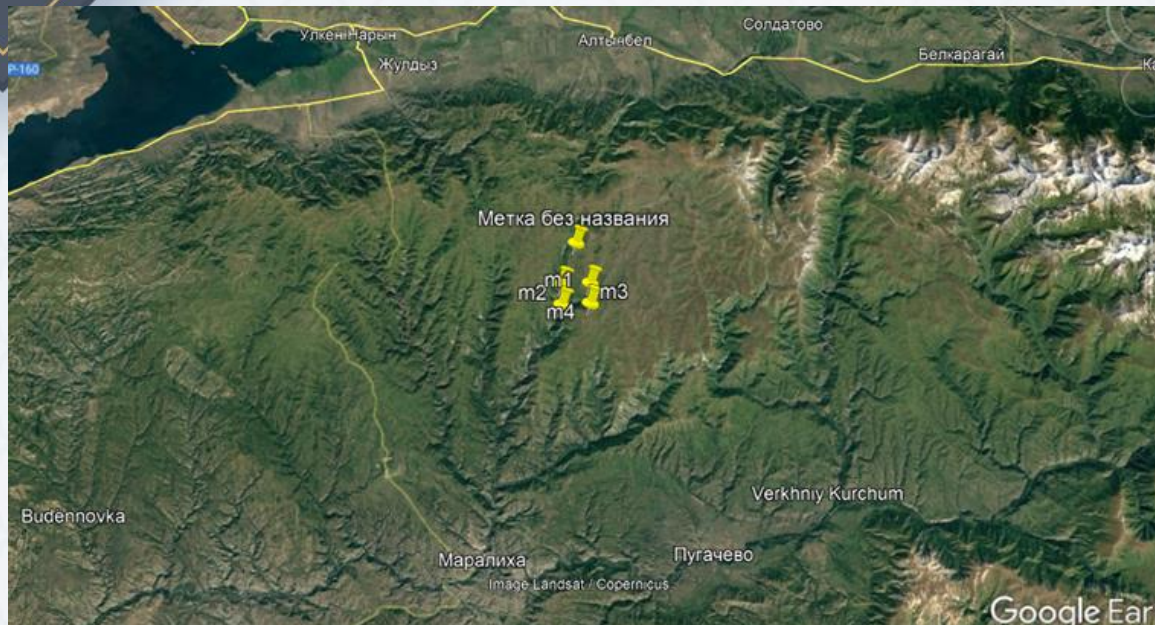 Солдатово
Улкен Нарын
Алтынбел
Белкарагай
Р-160
Жулдыз
Ка
Метка без названия
m1
m2
m3
m4
Verkhniy Kurchum
Budennovka
Пугачево
Маралиха
Image Landsat / Copernicus
Google Ear